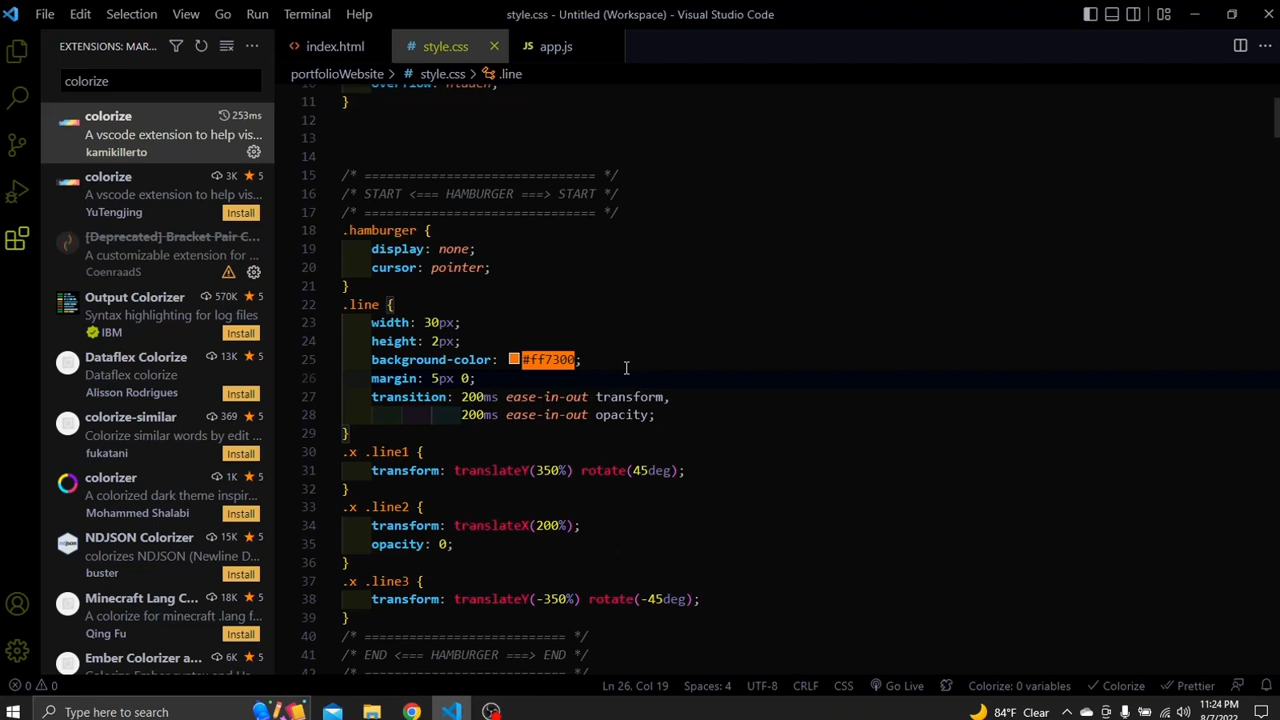 File Edit Selection View Go Run Terminal Help
style.css - Untitled (Workspace) - Visual Studio Code
EXTENSIONS: MAR...
colorize
colorize 253ms
A vscode extension to help vis...
kamikillerto
colorize 3K 5
A vscode extension to help vis...
YuTengjing Install
[Deprecated] Bracket Pair C...
A customizable extension for ...
CoenraadS
Output Colorizer 570K 5
Syntax highlighting for log files
IBM Install
Dataflex Colorize 136 5
Dataflex colorize
Alisson Rodrigues Install
colorize-similar 369 5
Colorize similar words by edit ...
fukatani Install
colorizer 1K 5
A colorized dark theme inspir...
Mohammed Shalabi Install
NDJSON Colorizer 15K 5
colorizes NDJSON (Newline D...
buster Install
Minecraft Lang C... 18K 5
A colorize for minecraft .lang f...
Qing Fu Install
Ember Colorizer a... 6K 5
index.html style.css app.js
portfolioWebsite > style.css > .line
11 }
12
13
14
15 /* ============================== */
16 /* START <=== HAMBURGER ===> START */
17 /* ============================== */
18 .hamburger {
19 display: none;
20 cursor: pointer;
21 }
22 .line {
23 width: 30px;
24 height: 2px;
25 background-color: #ff7300;
26 margin: 5px 0;
27 transition: 200ms ease-in-out transform,
28 200ms ease-in-out opacity;
29 }
30 .x .line1 {
31 transform: translateY(350%) rotate(45deg);
32 }
33 .x .line2 {
34 transform: translateX(200%);
35 opacity: 0;
36 }
37 .x .line3 {
38 transform: translateY(-350%) rotate(-45deg);
39 }
40 /* ========================== */
41 /* END <=== HAMBURGER ===> END */
0 0 Ln 26, Col 19 Spaces: 4 UTF-8 CRLF CSS Go Live Colorize: 0 variables Colorize Prettier
Type here to search 84°F Clear 11:24 PM
8/7/2022